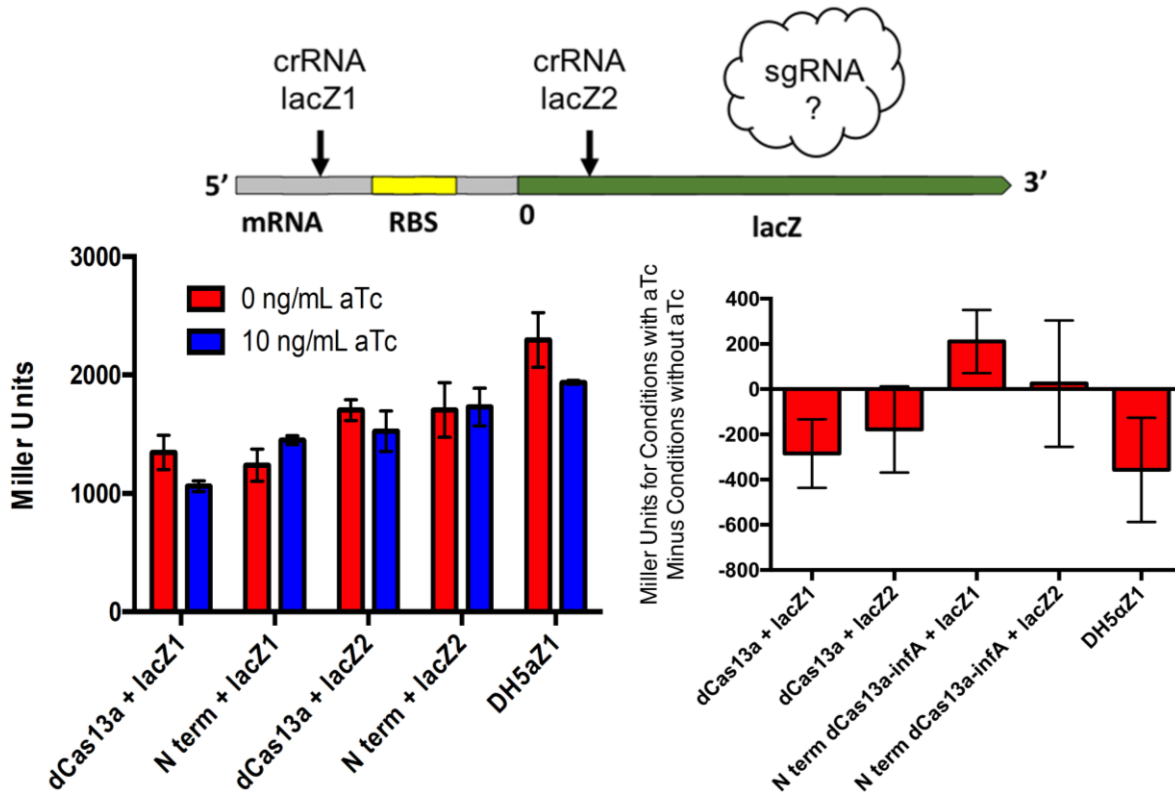 crRNA
lacZ1
crRNA
lacZ2
sgRNA
?
5’
3’
mRNA
RBS
0
lacZ
Miller Units
3000
2000
1000
0
0 ng/mL aTc
10 ng/mL aTc
dCas13a + lacZ1
N term + lacZ1
dCas13a + lacZ2
N term + lacZ2
DH5aZ1
Miller Units for Conditions with aTc
Minus Conditions without aTc
400
200
0
-200
-400
-600
-800
dCas13a + lacZ1
dCas13a + lacZ2
N term dCas13a-infA + lacZ1
N term dCas13a-infA + lacZ2
DH5αZ1